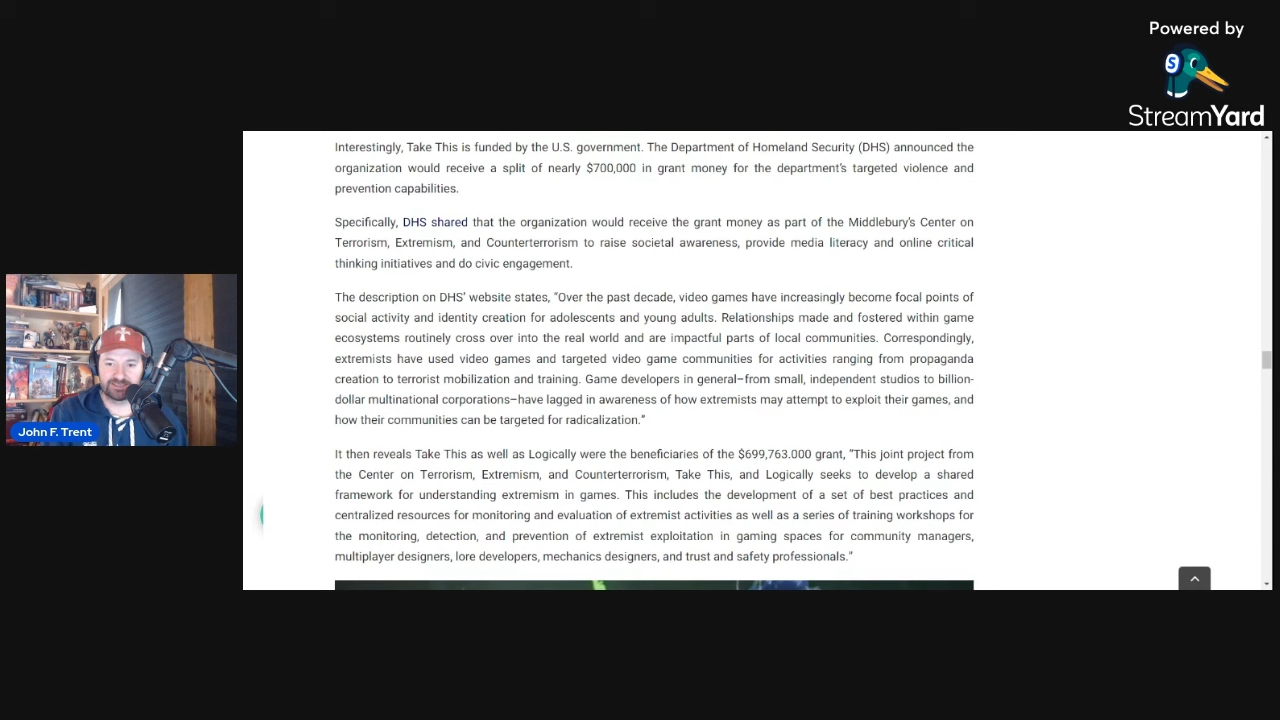 Powered by
S
StreamYard
Interestingly, Take This is funded by the U.S. government. The Department of Homeland Security (DHS) announced the
organization would receive a split of nearly $700,000 in grant money for the department's targeted violence and
prevention capabilities.
Specifically, DHS shared that the organization would receive the grant money as part of the Middlebury's Center on
Terrorism, Extremism, and Counterterrorism to raise societal awareness, provide media literacy and online critical
thinking initiatives and do civic engagement.
The description on DHS' website states, “Over the past decade, video games have increasingly become focal points of
social activity and identity creation for adolescents and young adults. Relationships made and fostered within game
ecosystems routinely cross over into the real world and are impactful parts of local communities. Correspondingly,
extremists have used video games and targeted video game communities for activities ranging from propaganda
creation to terrorist mobilization and training. Game developers in general–from small, independent studios to billion-
dollar multinational corporations–have lagged in awareness of how extremists may attempt to exploit their games, and
how their communities can be targeted for radicalization.”
It then reveals Take This as well as Logically were the beneficiaries of the $699,763.000 grant, “This joint project from
the Center on Terrorism, Extremism, and Counterterrorism, Take This, and Logically seeks to develop a shared
framework for understanding extremism in games. This includes the development of a set of best practices and
centralized resources for monitoring and evaluation of extremist activities as well as a series of training workshops for
the monitoring, detection, and prevention of extremist exploitation in gaming spaces for community managers,
multiplayer designers, lore developers, mechanics designers, and trust and safety professionals.”
John F. Trent